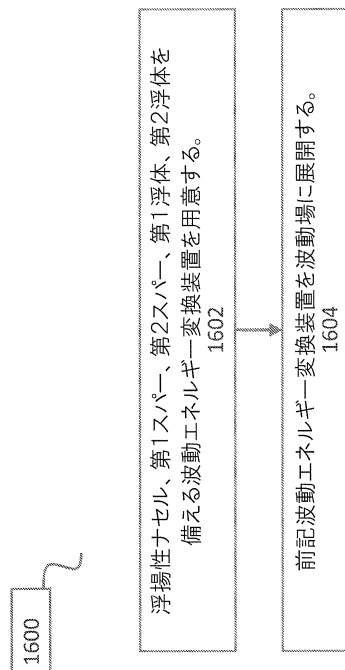 1600
浮揚性ナセル、第1スパー、第2スパー、第1浮体、第2浮体を
備える波動エネルギー変換装置を用意する。
1602
前記波動エネルギー変換装置を波動場に展開する。
1604